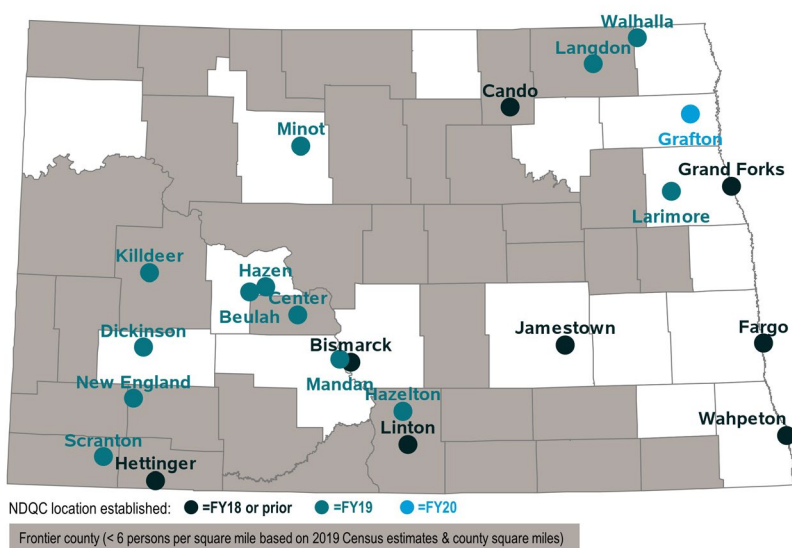 Walhalla
Langdon
Cando
Grafton
Minot
Grand Forks
Larimore
Killdeer
Hazen
Center
Beulah
Dickinson
Bismarck
Jamestown
Fargo
Mandan
New England
Hazelton
Linton
Wahpeton
Scranton
Hettinger
NDQC location established: =FY18 or prior =FY19 =FY20
Frontier county (< 6 persons per square mile based on 2019 Census estimates & county square miles)